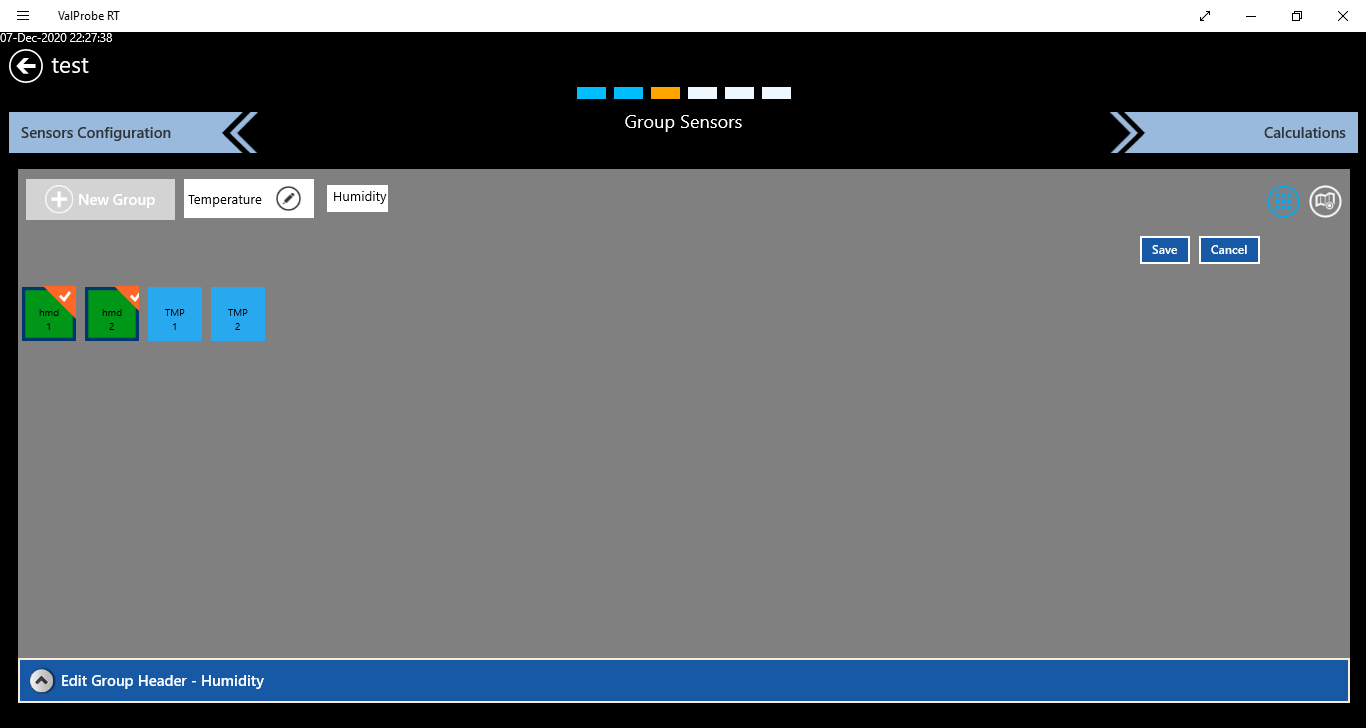 ValProbe RT
07-Dec-2020 22:27:38
test
Sensors Configuration
Group Sensors
Calculations
New Group
Temperature
Humidity
Save
Cancel
hmd
1
hmd
2
TMP
1
TMP
2
Edit Group Header - Humidity